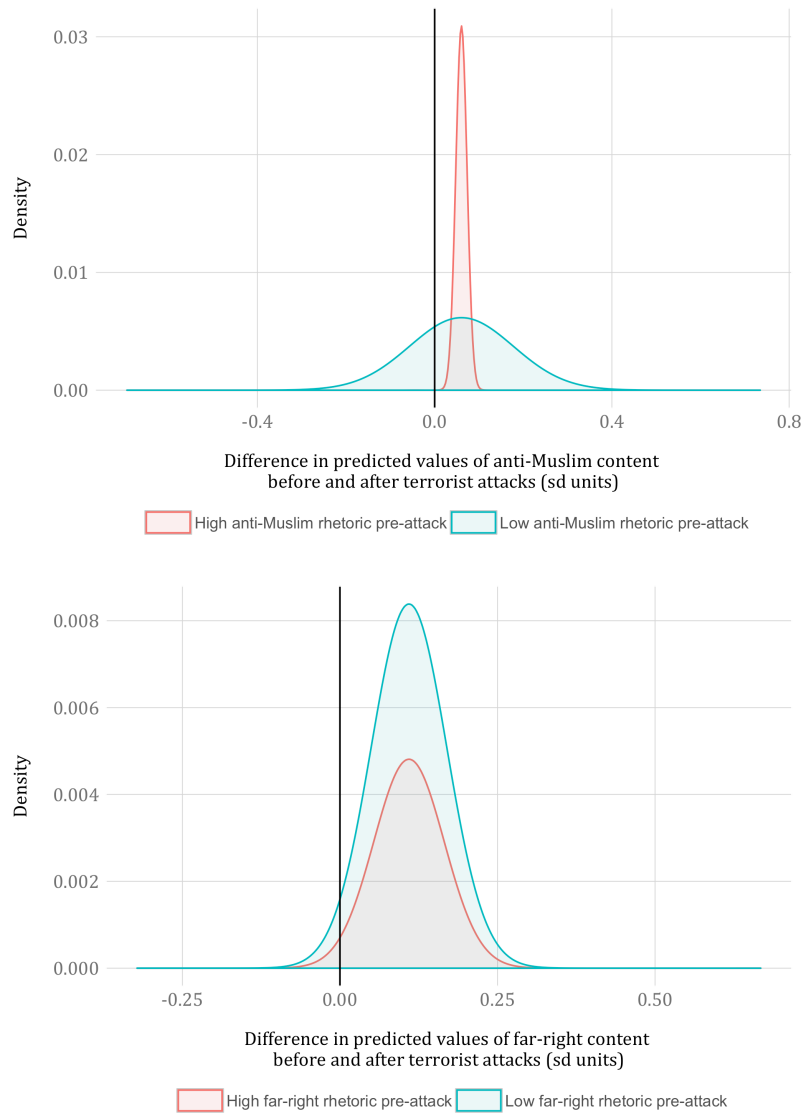 0.03
0.02
0.01
0.00
Density
-0.4 0.0 0.4 0.8
Difference in predicted values of anti-Muslim content
before and after terrorist attacks (sd units)
High anti-Muslim rhetoric pre-attack Low anti-Muslim rhetoric pre-attack
0.008
0.006
0.004
0.002
0.000
Density
-0.25 0.00 0.25 0.50
Difference in predicted values of far-right content
before and after terrorist attacks (sd units)
High far-right rhetoric pre-attack Low far-right rhetoric pre-attack